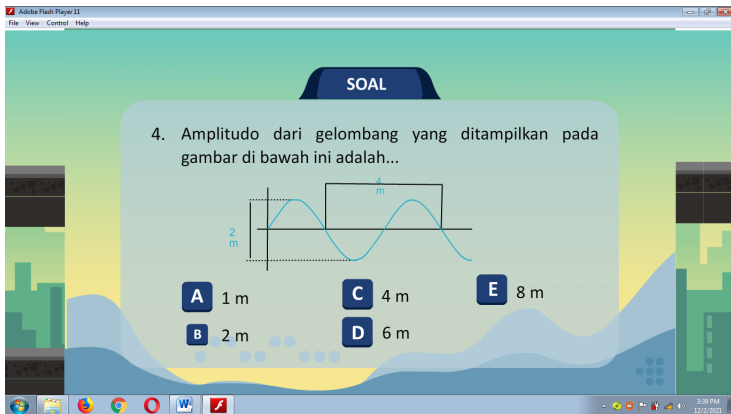 Adobe Flash Player 11
File View Control Help
SOAL
4. Amplitudo dari gelombang yang ditampilkan pada
gambar di bawah ini adalah...
4
m
2
m
A 1 m
C 4 m
E 8 m
B 2 m
D 6 m
3:39 PM
12/2/2021